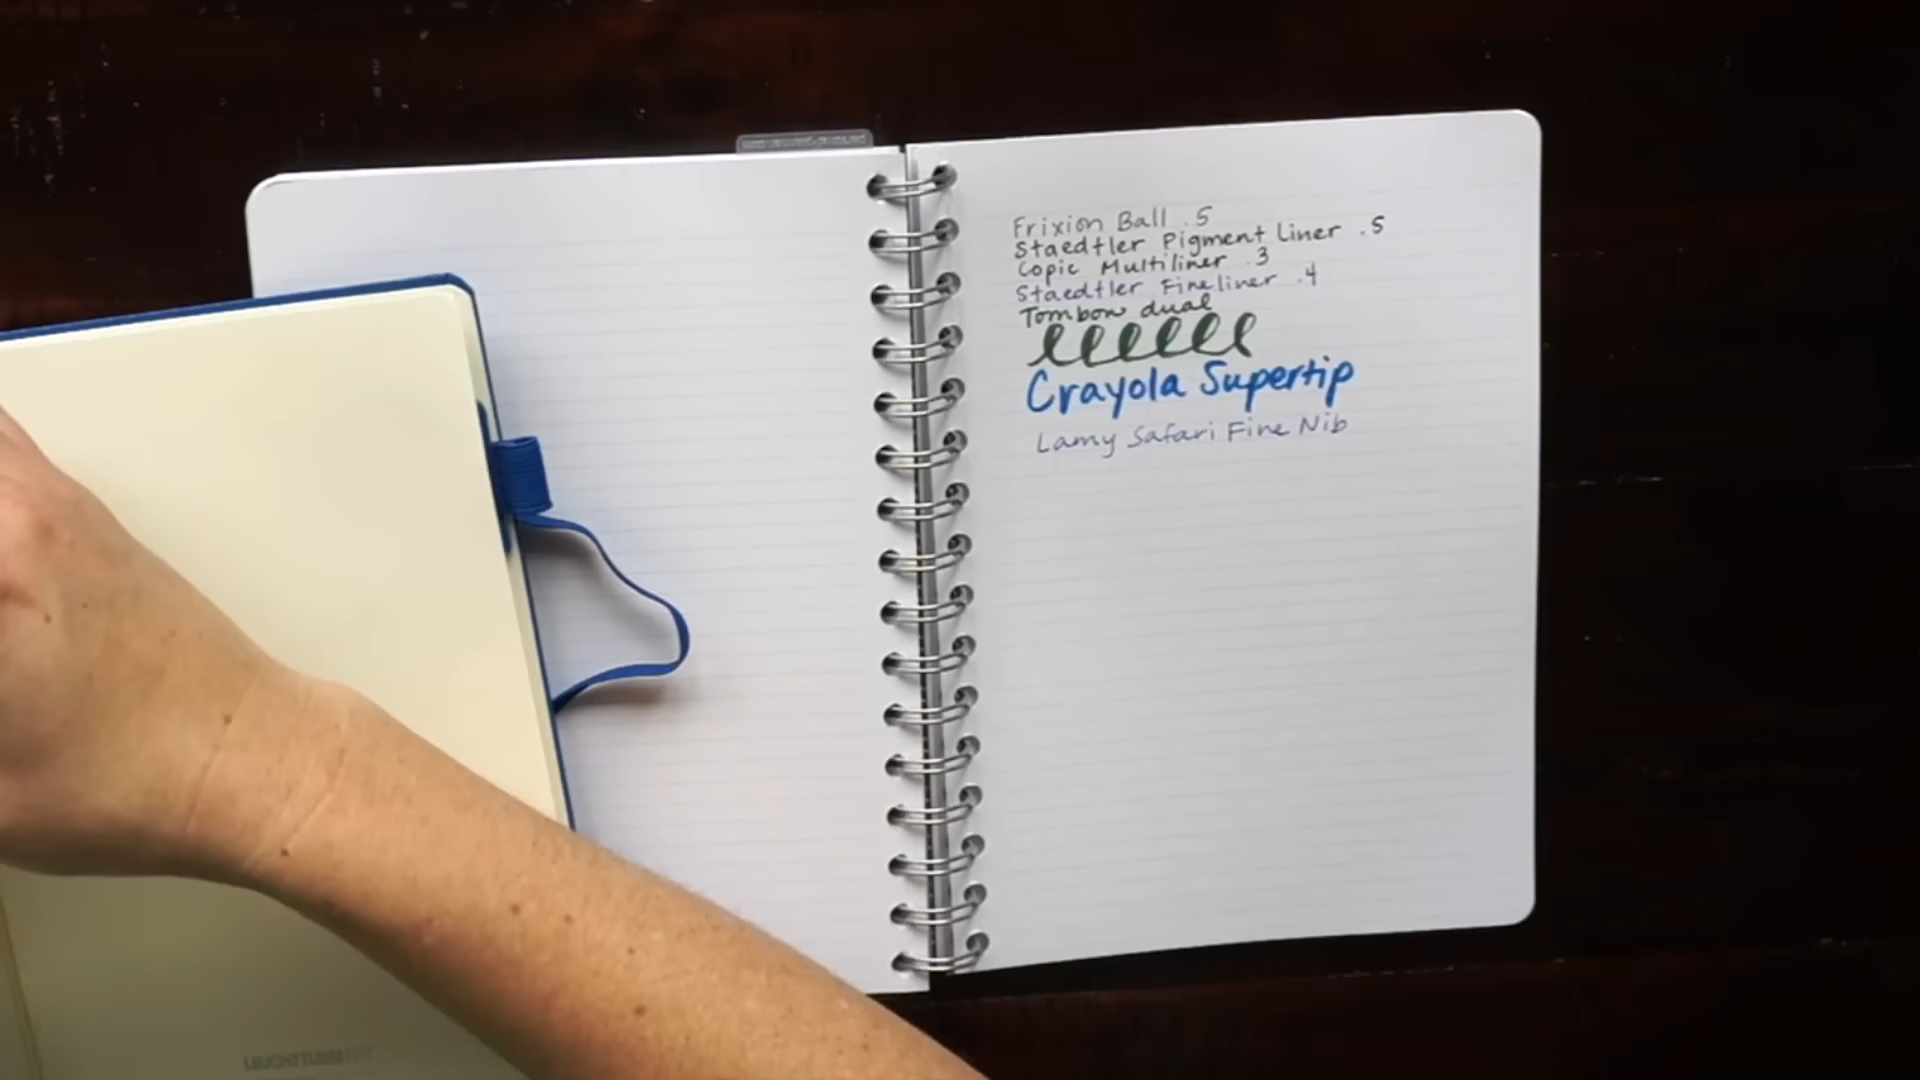 Frixion Ball .5
Staedtler Pigment Liner .5
Copic Multiliner .3
Staedtler Fineliner .4
Tombow dual
Crayola Supertip
Lamy Safari Fine Nib
LEUCHTTURM1917